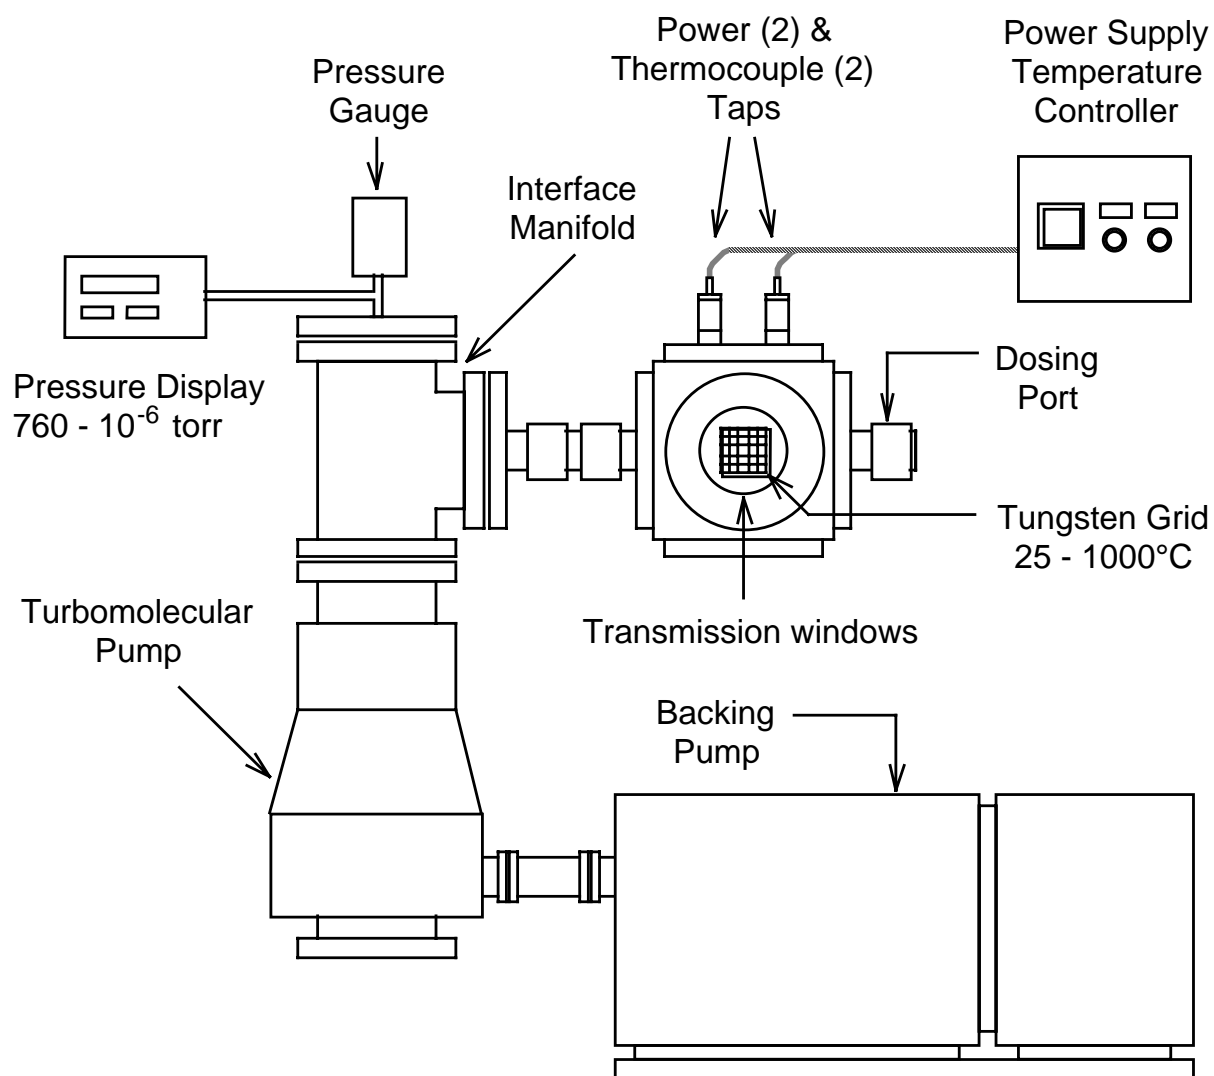 Power (2) &
Thermocouple (2)
Taps
Power Supply
Temperature
Controller
Pressure
Gauge
Interface
Manifold
Pressure Display
760 - 10⁻⁶ torr
Dosing
Port
Tungsten Grid
25 - 1000°C
Transmission windows
Turbomolecular
Pump
Backing
Pump